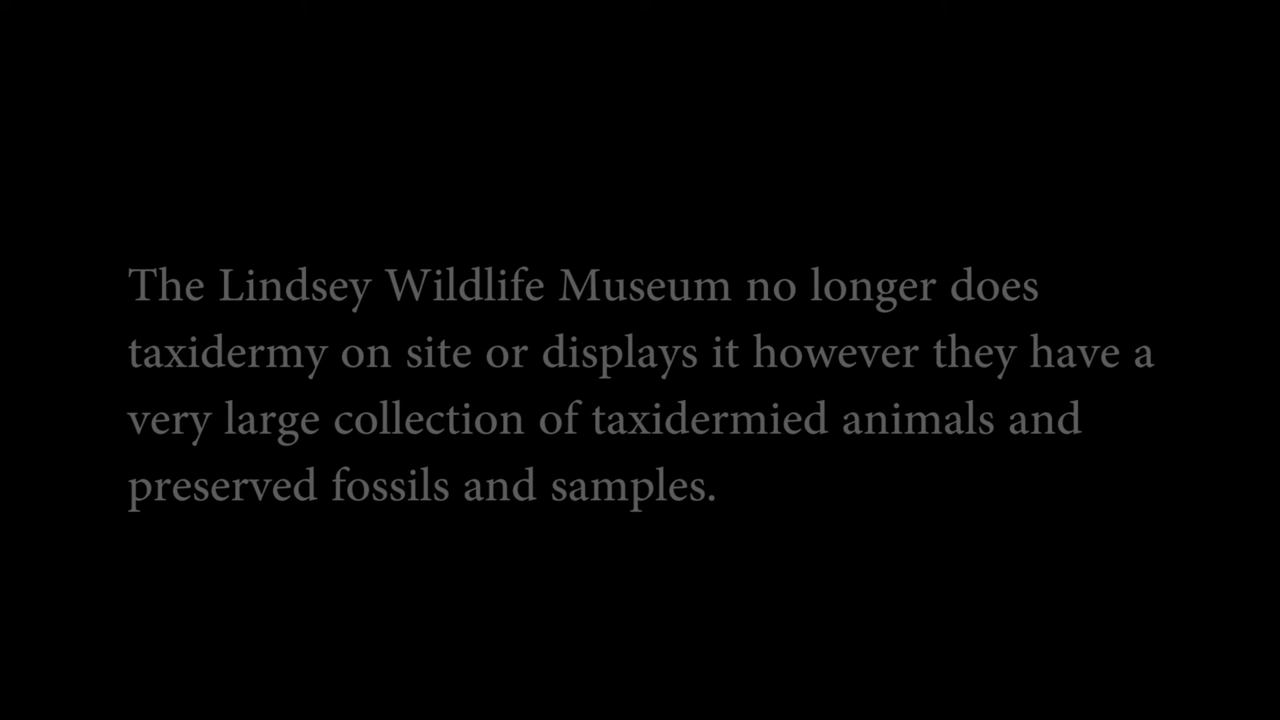 The Lindsey Wildlife Museum no longer does
taxidermy on site or displays it however they have a
very large collection of taxidermied animals and
preserved fossils and samples.